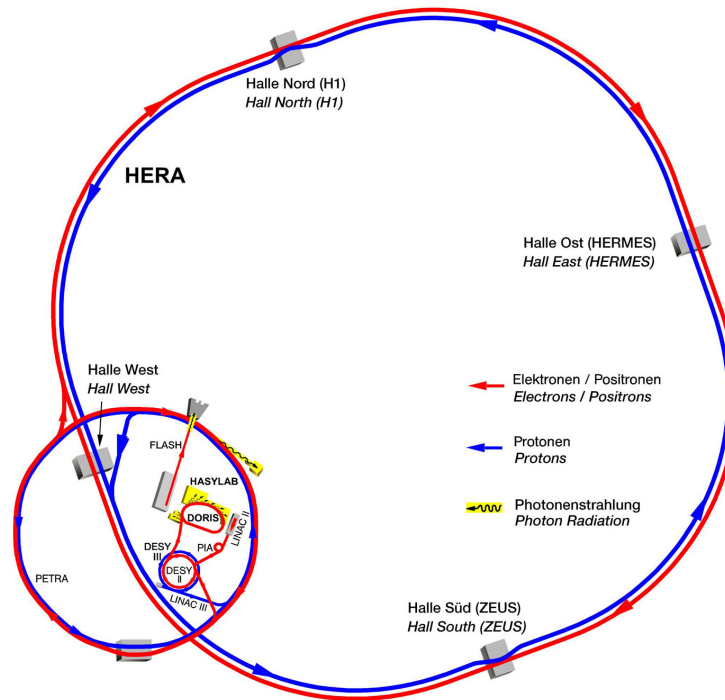 Halle Nord (H1)
Hall North (H1)
HERA
Halle Ost (HERMES)
Hall East (HERMES)
Halle West
Hall West
Elektronen / Positronen
Electrons / Positrons
Protonen
Protons
Photonenstrahlung
Photon Radiation
FLASH
HASYLAB
DORIS
LINAC II
PIA
DESY
III
DESY
II
LINAC III
PETRA
Halle Süd (ZEUS)
Hall South (ZEUS)